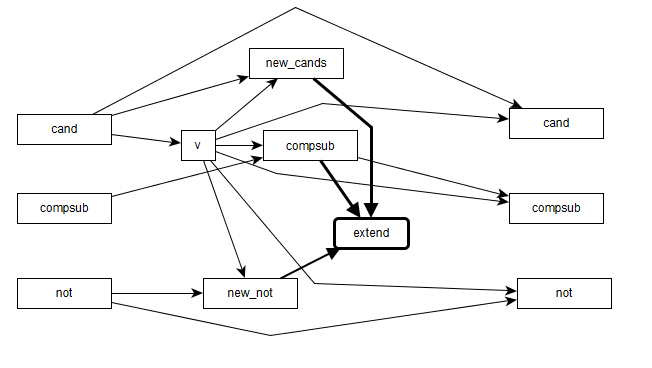 new_cands
cand
cand
v
compsub
compsub
compsub
extend
not
new_not
not